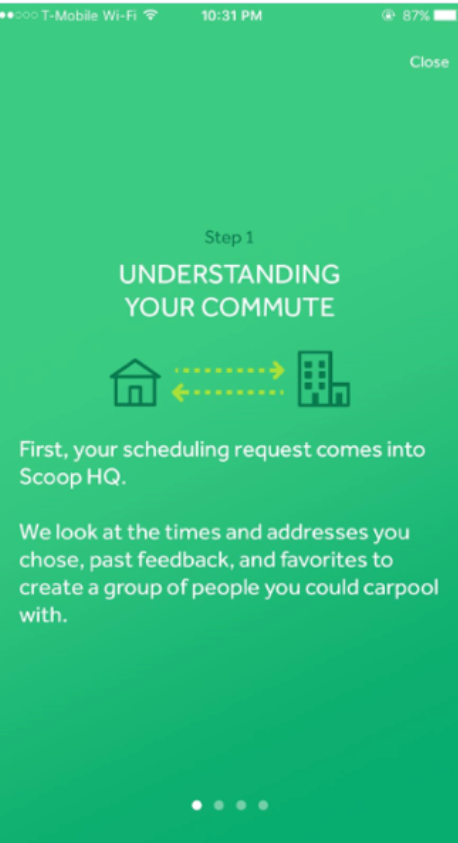 T-Mobile Wi-Fi 10:31 PM 87%
Close
Step 1
UNDERSTANDING
YOUR COMMUTE
First, your scheduling request comes into
Scoop HQ.
We look at the times and addresses you
chose, past feedback, and favorites to
create a group of people you could carpool
with.